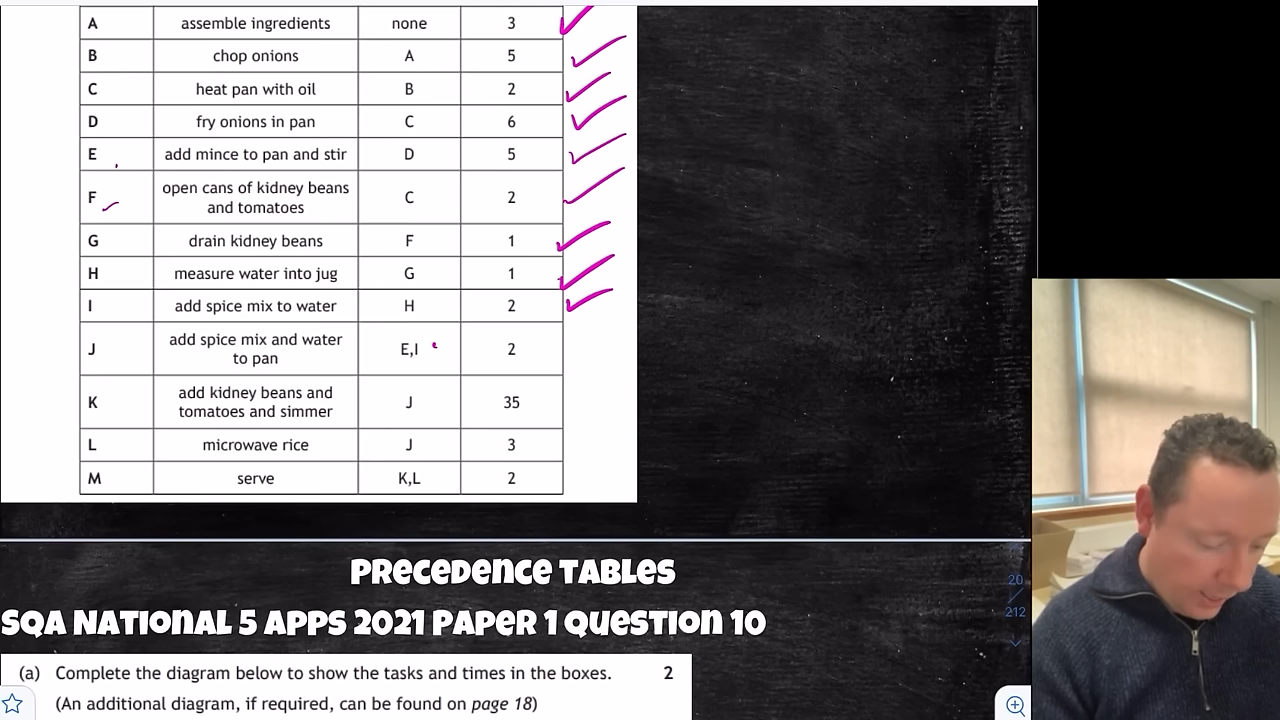 A assemble ingredients none 3
B chop onions A 5
C heat pan with oil B 2
D fry onions in pan C 6
E add mince to pan and stir D 5
F open cans of kidney beans and tomatoes C 2
G drain kidney beans F 1
H measure water into jug G 1
I add spice mix to water H 2
J add spice mix and water to pan E,I 2
K add kidney beans and tomatoes and simmer J 35
L microwave rice J 3
M serve K,L 2
Precedence Tables
SQA National 5 Apps 2021 Paper 1 Question 10
(a) Complete the diagram below to show the tasks and times in the boxes. 2
(An additional diagram, if required, can be found on page 18)
20
212